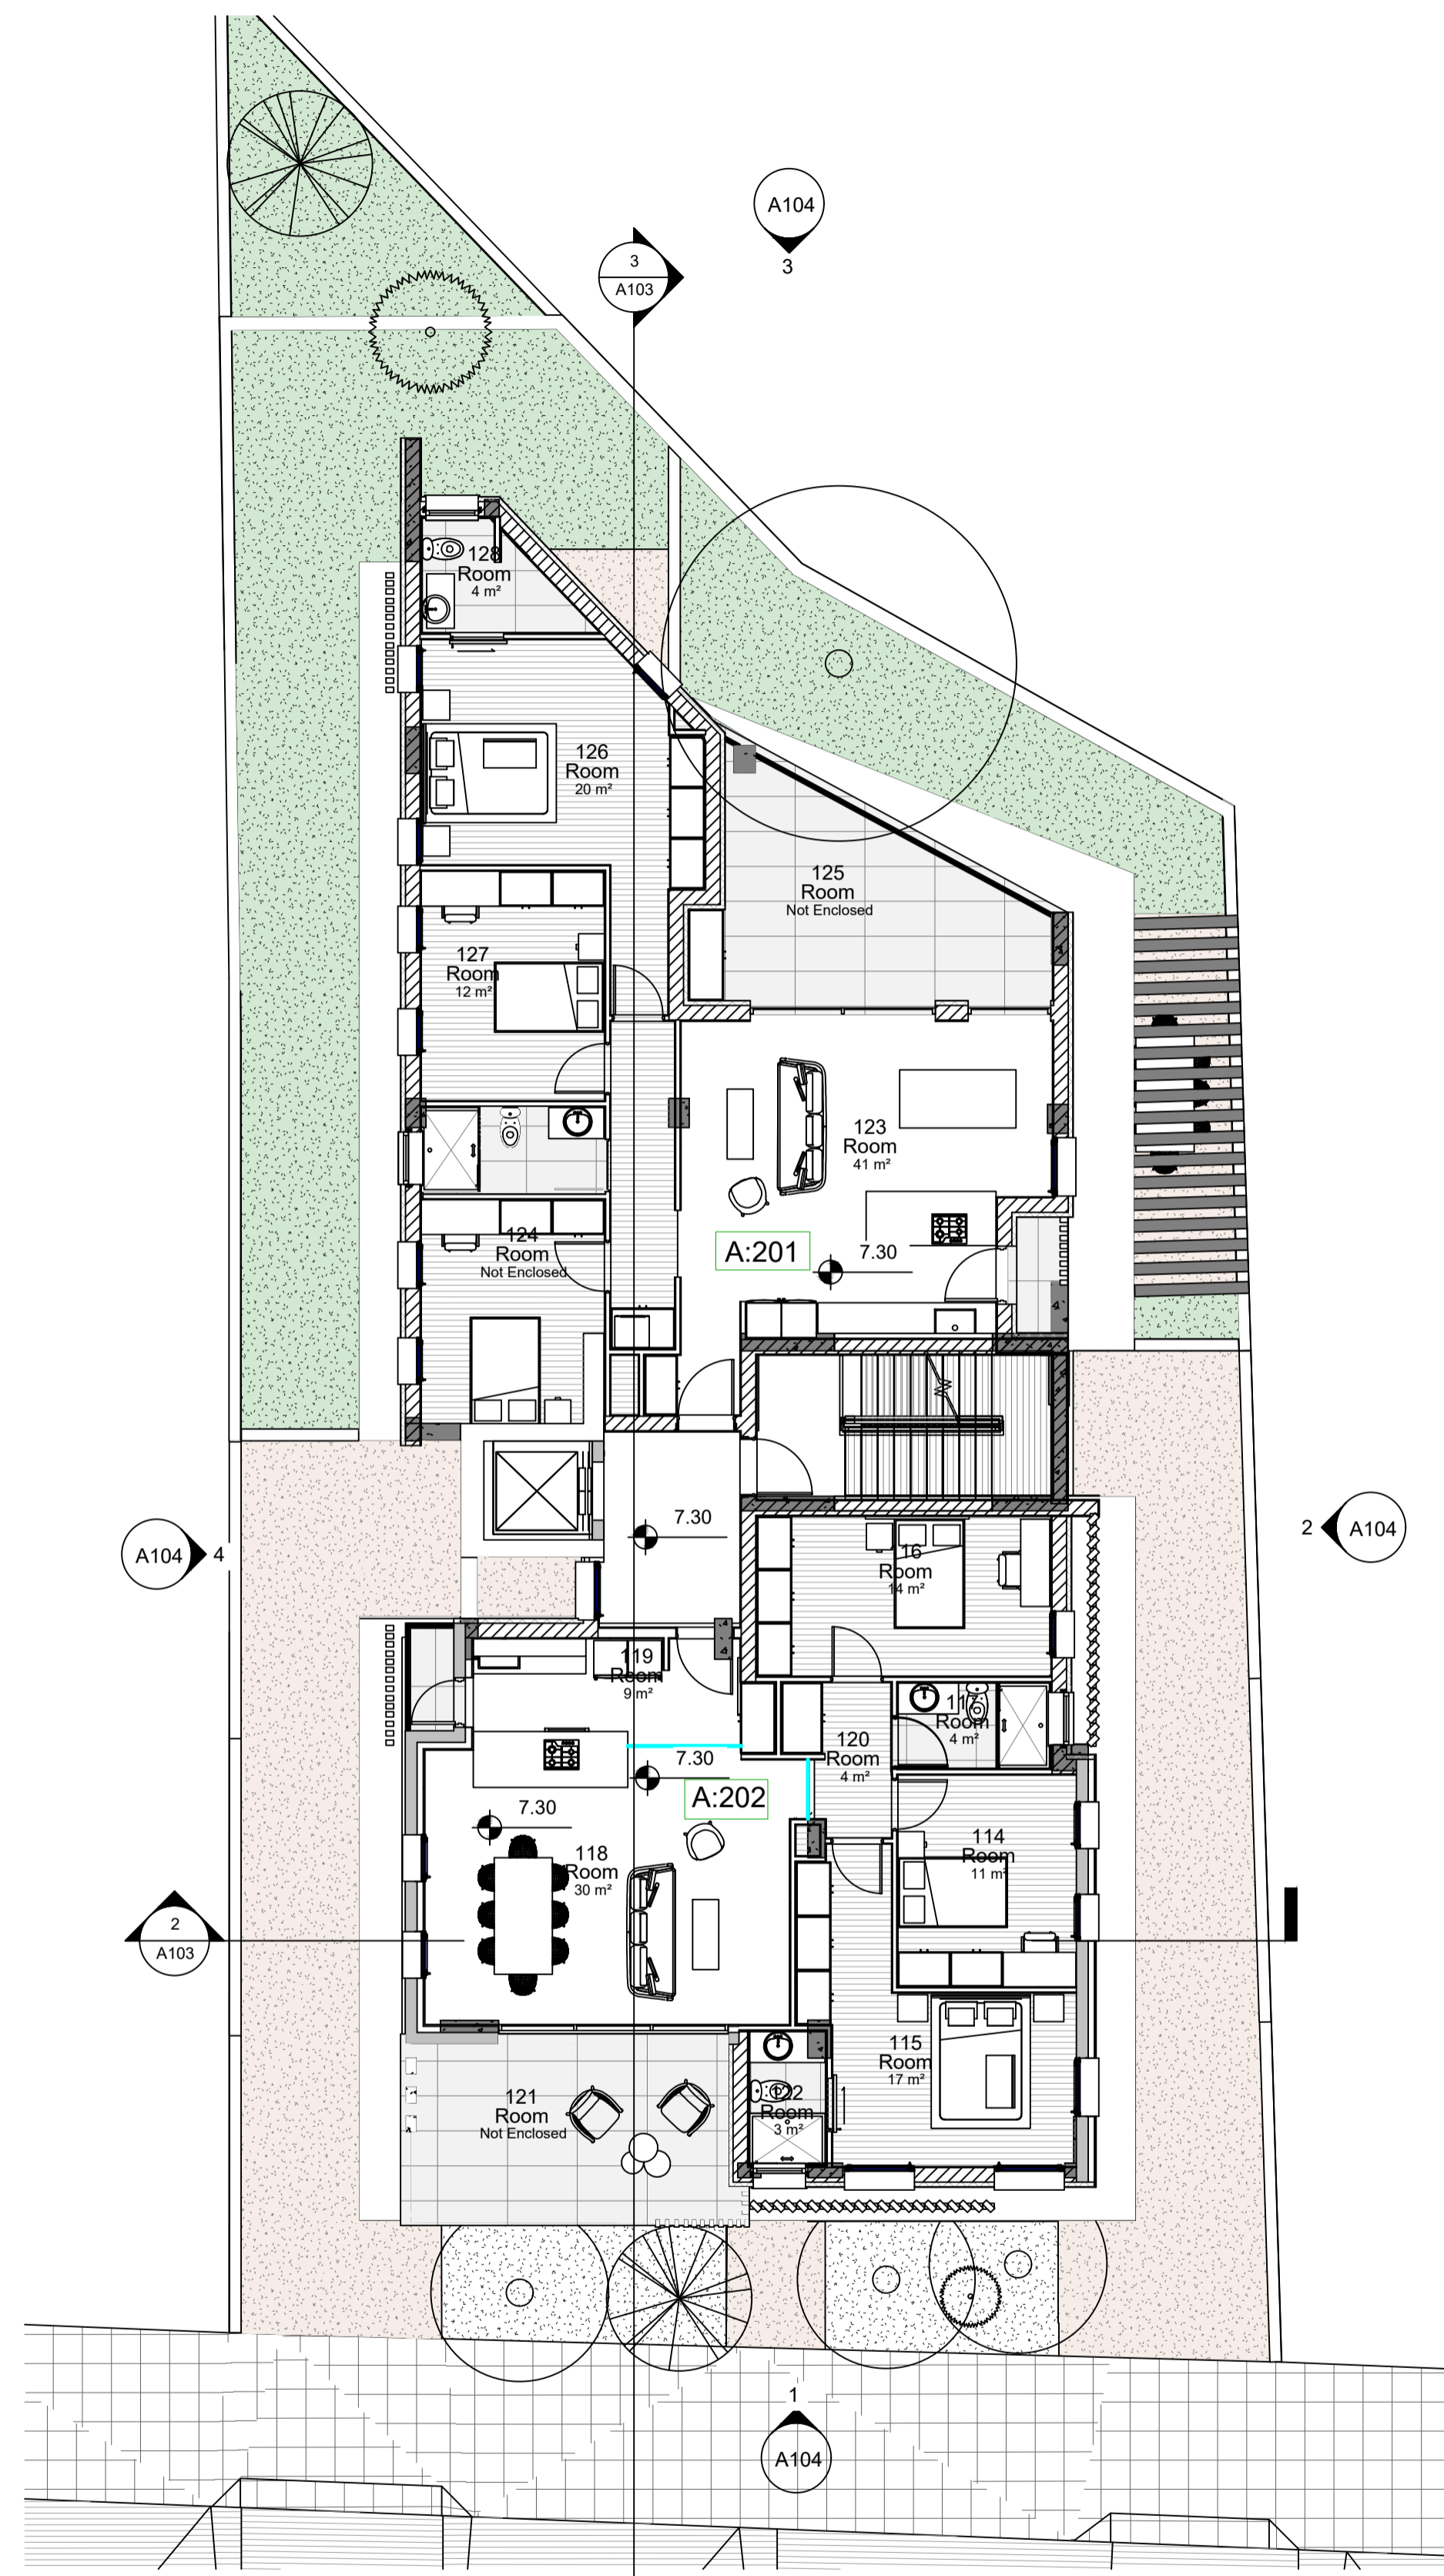 A104
3
3
A103
128
Room
4 m²
126
Room
20 m²
125
Room
Not Enclosed
127
Room
12 m²
123
Room
41 m²
124
Room
Not Enclosed
A:201
7.30
7.30
A104
4
2
A104
16
Room
14 m²
119
Room
9 m²
117
Room
4 m²
120
Room
4 m²
7.30
A:202
7.30
118
Room
30 m²
114
Room
11 m²
2
A103
115
Room
17 m²
121
Room
Not Enclosed
122
Room
3 m²
1
A104